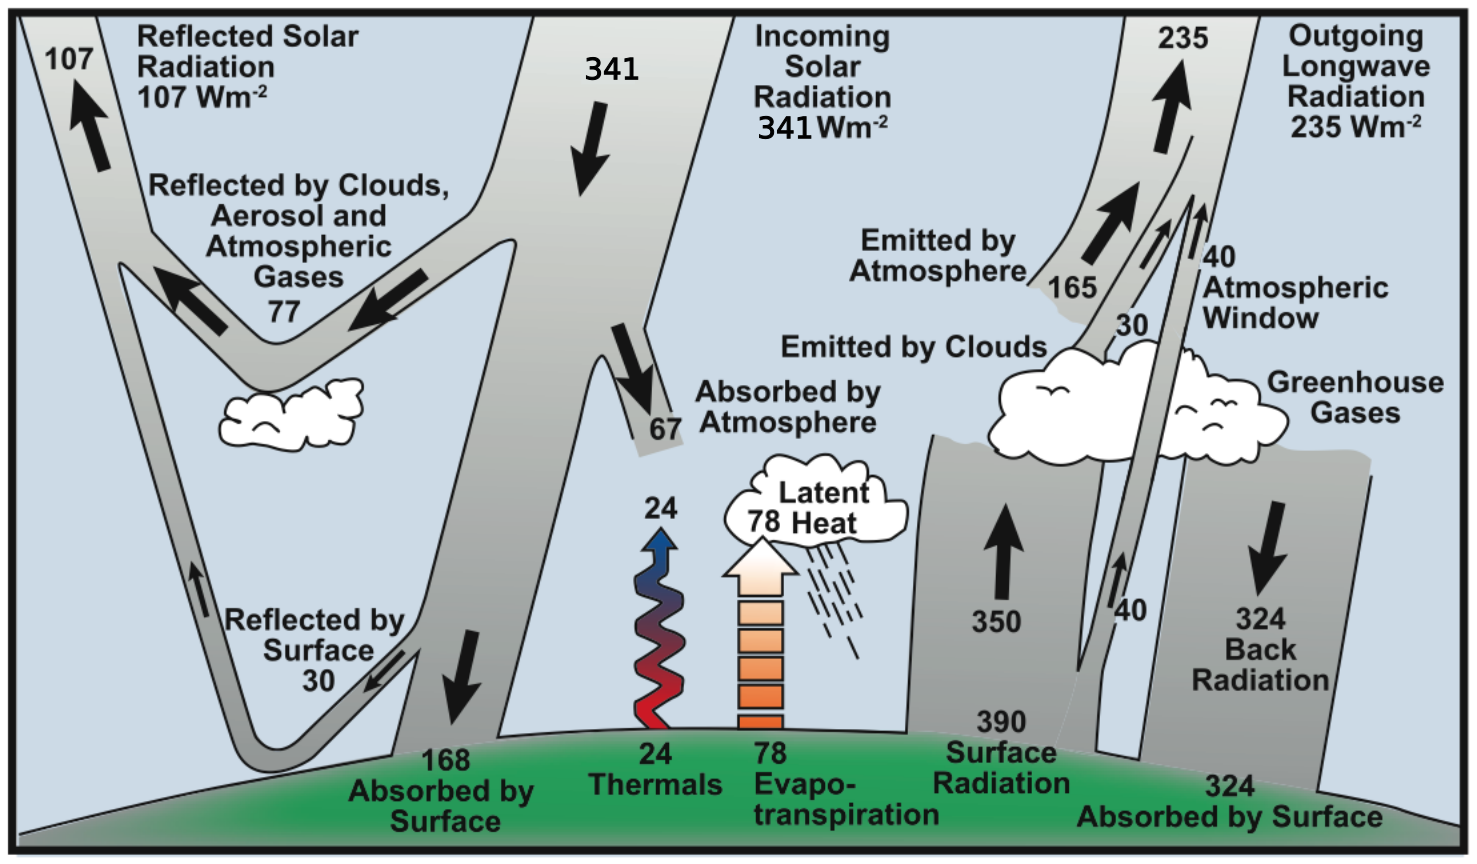 107
Reflected Solar
Radiation
107 Wm-2
341
Incoming
Solar
Radiation
341 Wm-2
235
Outgoing
Longwave
Radiation
235 Wm-2
Reflected by Clouds,
Aerosol and
Atmospheric
Gases
77
Emitted by
Atmosphere
165
40
Atmospheric
Window
30
Emitted by Clouds
Absorbed by
Atmosphere
67
Greenhouse
Gases
24
Latent
78 Heat
Reflected by
Surface
30
350
40
324
Back
Radiation
168
Absorbed by
Surface
24
Thermals
78
Evapo-
transpiration
390
Surface
Radiation
324
Absorbed by Surface